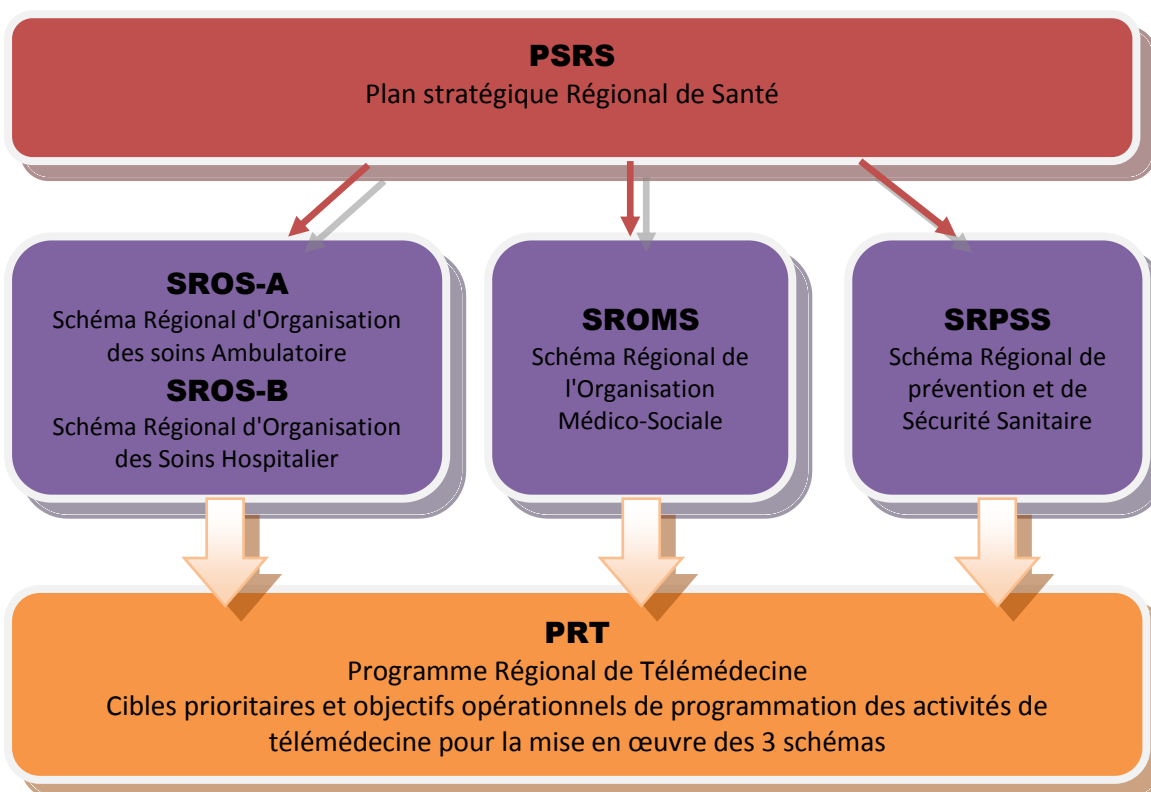 PSRS
Plan stratégique Régional de Santé
SROS-A
Schéma Régional d'Organisation
des soins Ambulatoire
SROS-B
Schéma Régional d'Organisation
des Soins Hospitalier
SROMS
Schéma Régional de
l'Organisation
Médico-Sociale
SRPSS
Schéma Régional de
prévention et de
Sécurité Sanitaire
PRT
Programme Régional de Télémédecine
Cibles prioritaires et objectifs opérationnels de programmation des activités de
télémédecine pour la mise en œuvre des 3 schémas